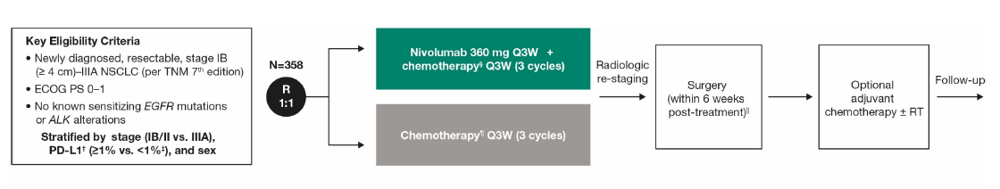 Key Eligibility Criteria
• Newly diagnosed, resectable, stage IB
(≥ 4 cm)–IIIA NSCLC (per TNM 7th edition)
• ECOG PS 0–1
• No known sensitizing EGFR mutations
or ALK alterations
Stratified by stage (IB/II vs. IIIA),
PD-L1† (≥1% vs. <1%‡), and sex
N=358
R
1:1
Nivolumab 360 mg Q3W +
chemotherapy§ Q3W (3 cycles)
Chemotherapy¶ Q3W (3 cycles)
Radiologic
re-staging
Surgery
(within 6 weeks
post-treatment)||
Optional
adjuvant
chemotherapy ± RT
Follow-up